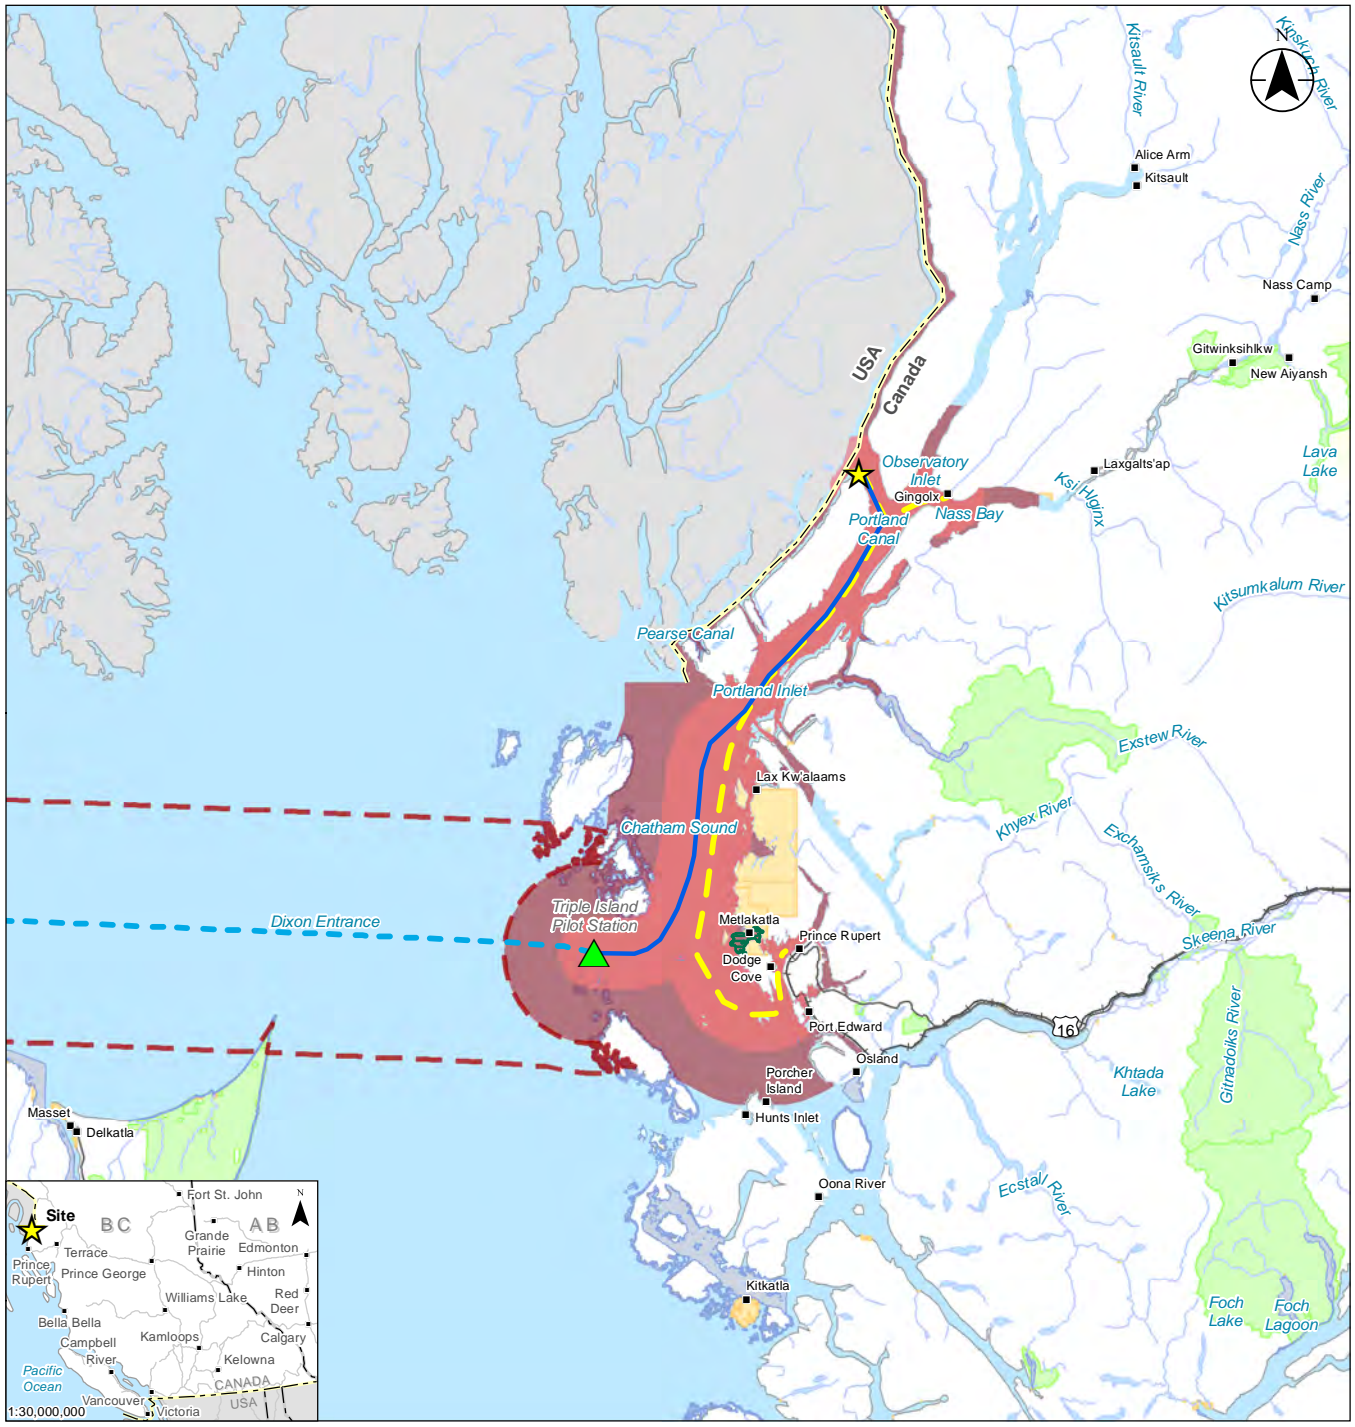 Kinskuch River
N
Kitsault River
Alice Arm
Kitsault
Nass River
Nass Camp
Gitwinksihlkw
New Aiyansh
USA
Canada
Lava
Lake
Observatory
Inlet
Laxgalts'ap
Gingolx
Ksi Hlginx
Portland
Canal
Nass Bay
Kitsumkalum River
Pearse Canal
Portland Inlet
Exstew River
Lax Kw'alaams
Khyex River
Chatham Sound
Exchamsiks River
Triple Island
Pilot Station
Dixon Entrance
Metlakatla
Prince Rupert
Skeena River
Dodge
Cove
Port Edward
16
Gitnadoiks River
Osland
Khtada
Lake
Porcher
Island
Hunts Inlet
Masset
Delkatla
Oona River
Ecstall River
Kitkatla
Foch
Lake
Foch
Lagoon
Fort St. John
N
Site
BC
AB
Grande
Prairie
Edmonton
Terrace
Prince
Rupert
Prince George
Hinton
Williams Lake
Red
Deer
Bella Bella
Campbell
River
Kamloops
Calgary
Kelowna
Pacific
Ocean
CANADA
USA
Vancouver
Victoria
1:30,000,000